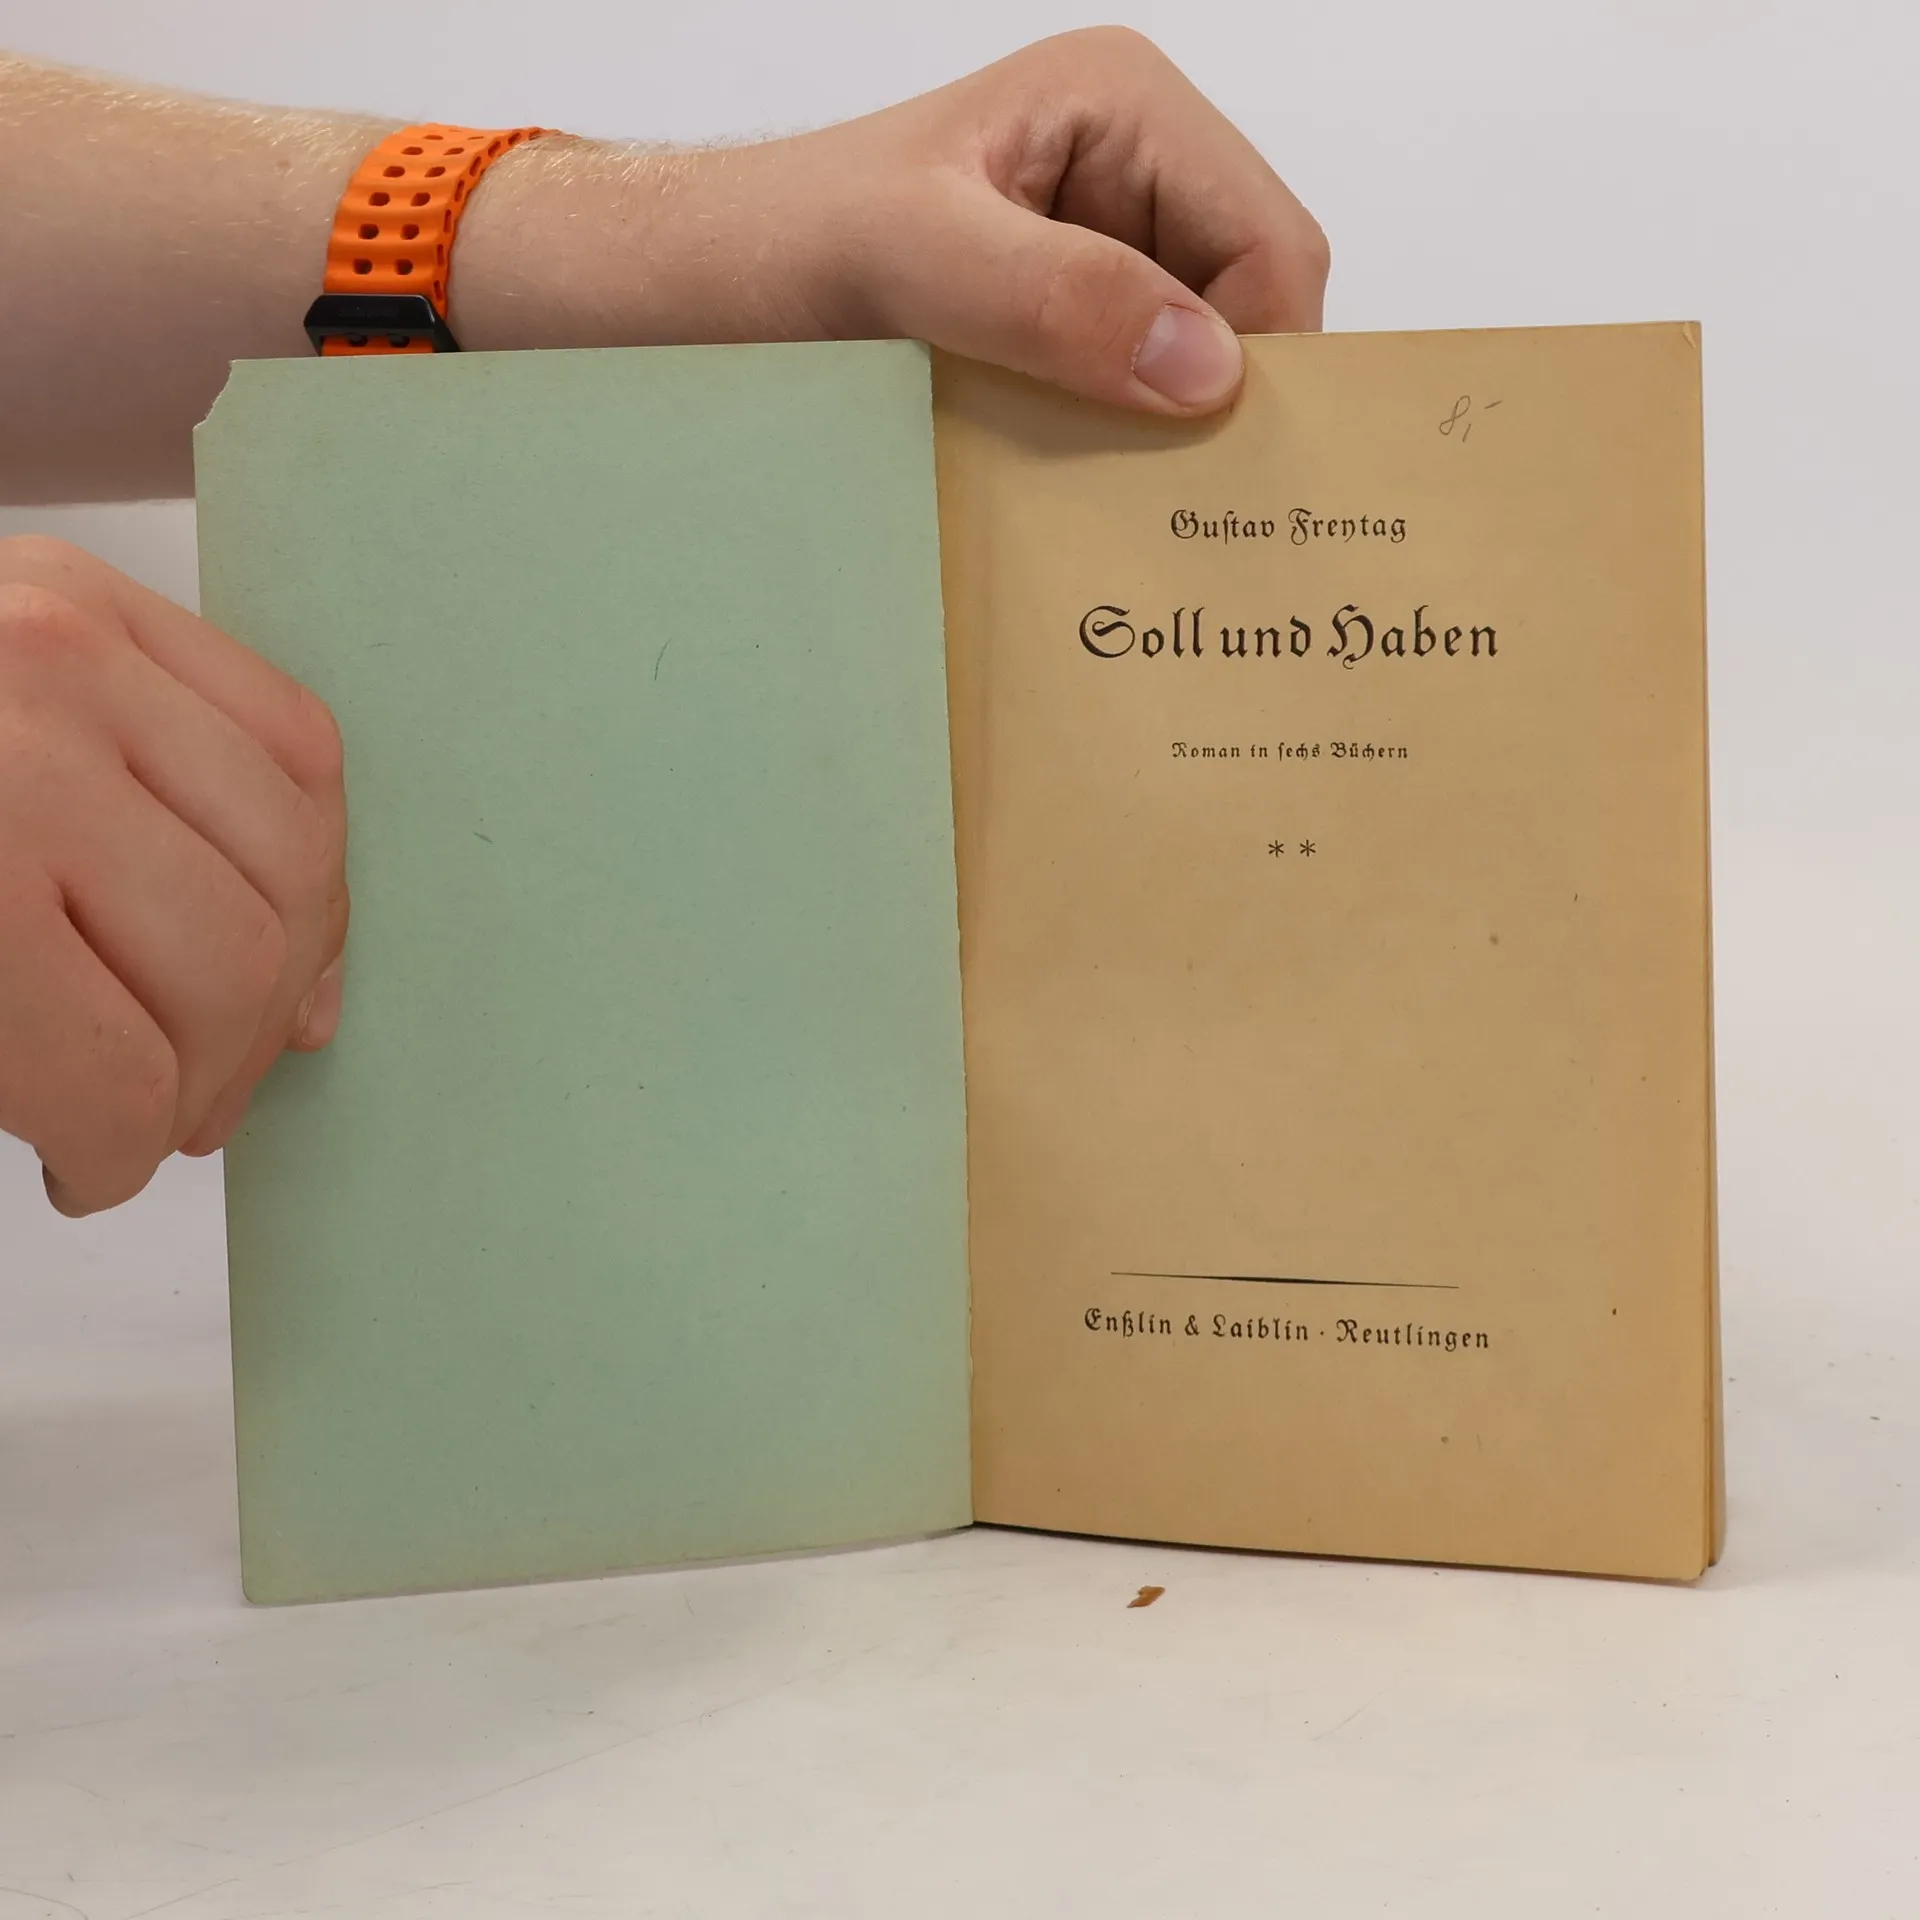 8,-
Gustav Freytag
Soll und Haben
Roman in sechs Büchern
* *
Enßlin & Laiblin · Reutlingen